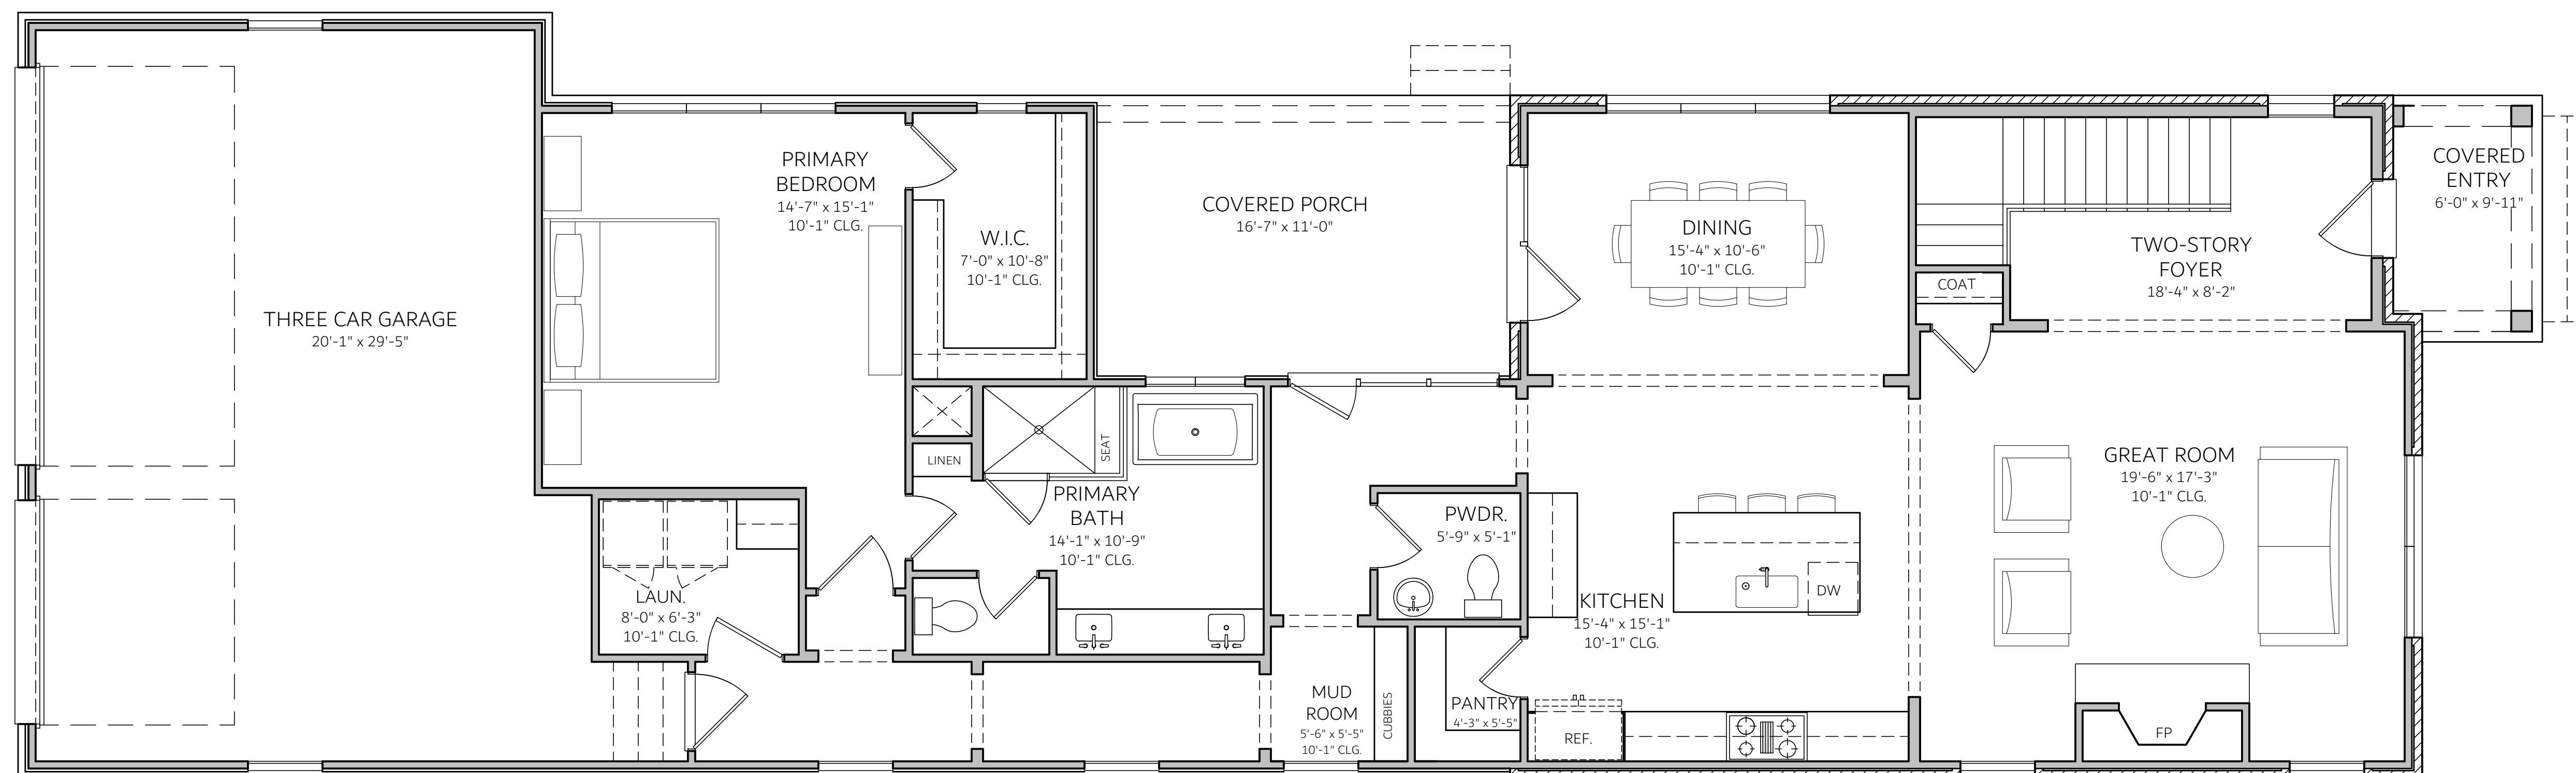 THREE CAR GARAGE
20'-1" x 29'-5"
PRIMARY
BEDROOM
14'-7" x 15'-1"
10'-1" CLG.
W.I.C.
7'-0" x 10'-8"
10'-1" CLG.
COVERED PORCH
16'-7" x 11'-0"
DINING
15'-4" x 10'-6"
10'-1" CLG.
COVERED
ENTRY
6'-0" x 9'-11"
TWO-STORY
FOYER
18'-4" x 8'-2"
COAT
LINEN
SEAT
PRIMARY
BATH
14'-1" x 10'-9"
10'-1" CLG.
LAUN.
8'-0" x 6'-3"
10'-1" CLG.
PWDR.
5'-9" x 5'-1"
KITCHEN
15'-4" x 15'-1"
10'-1" CLG.
DW
GREAT ROOM
19'-6" x 17'-3"
10'-1" CLG.
MUD
ROOM
5'-6" x 5'-5"
10'-1" CLG.
CUBBIES
PANTRY
4'-3" x 5'-5"
REF.
FP